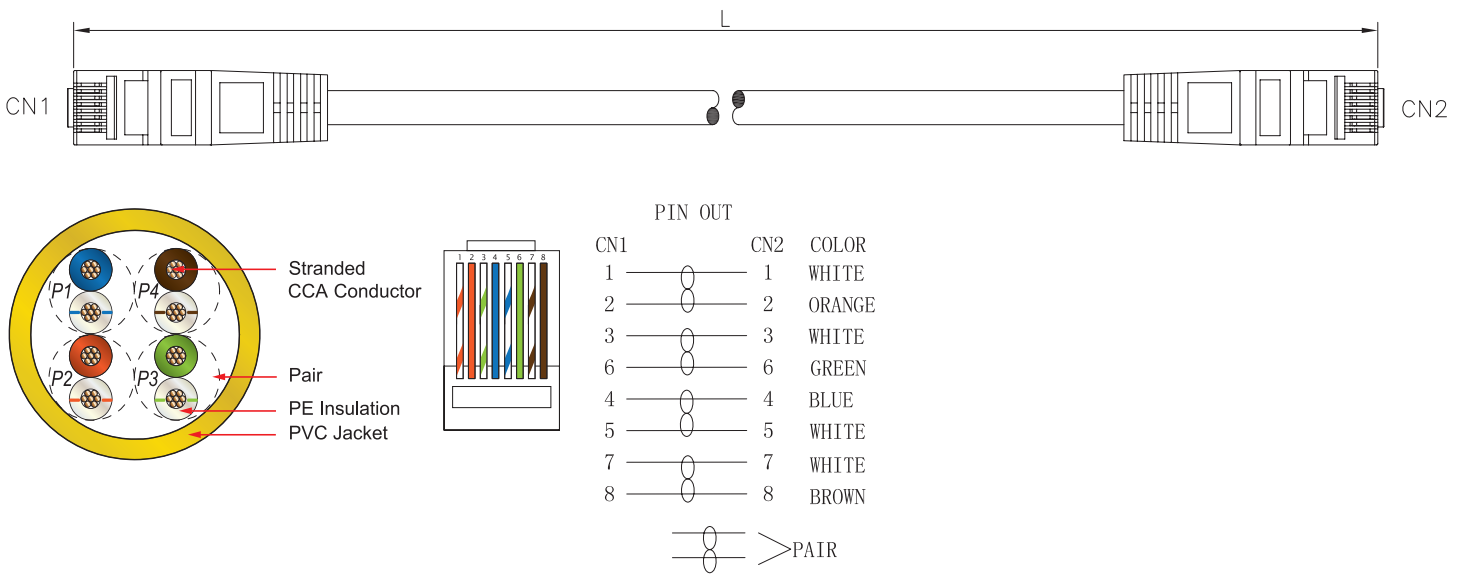 L
CN1
CN2
P1
P4
P2
P3
Stranded
CCA Conductor
Pair
PE Insulation
PVC Jacket
1 2 3 4 5 6 7 8
PIN OUT
CN1 CN2 COLOR
1 1 WHITE
2 2 ORANGE
3 3 WHITE
6 6 GREEN
4 4 BLUE
5 5 WHITE
7 7 WHITE
8 8 BROWN
PAIR